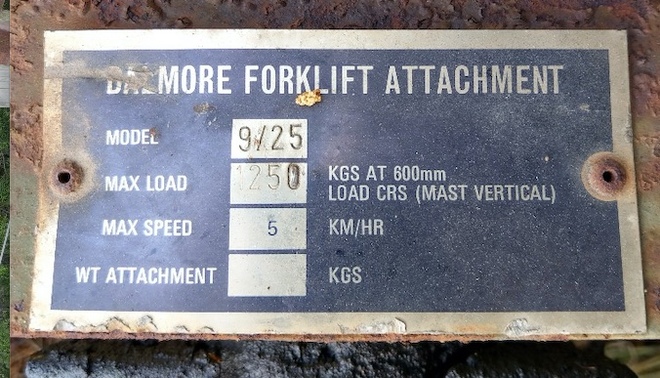 DALMORE FORKLIFT ATTACHMENT
MODEL 9/25
MAX LOAD 1250 KGS AT 600mm
LOAD CRS (MAST VERTICAL)
MAX SPEED 5 KM/HR
WT ATTACHMENT KGS